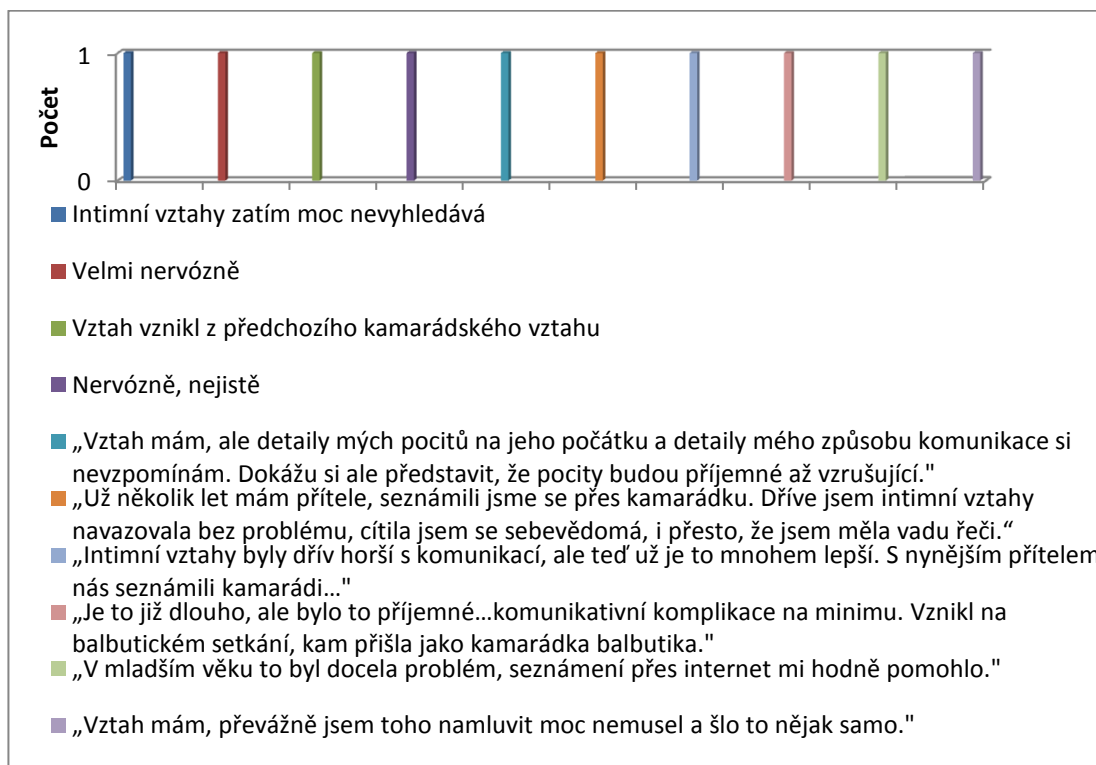 1
Počet
0
Intimní vztahy zatím moc nevyhledává
Velmi nervózně
Vztah vznikl z předchozího kamarádského vztahu
Nervózně, nejistě
„Vztah mám, ale detaily mých pocitů na jeho počátku a detaily mého způsobu komunikace si
nevzpomínám. Dokážu si ale představit, že pocity budou příjemné až vzrušující."
„Už několik let mám přítele, seznámili jsme se přes kamarádku. Dříve jsem intimní vztahy
navazovala bez problému, cítila jsem se sebevědomá, i přesto, že jsem měla vadu řeči.“
„Intimní vztahy byly dřív horší s komunikací, ale teď už je to mnohem lepší. S nynějším přítelem
nás seznámili kamarádi…"
„Je to již dlouho, ale bylo to příjemné…komunikativní komplikace na minimu. Vznikl na
balbutickém setkání, kam přišla jako kamarádka balbutika."
„V mladším věku to byl docela problém, seznámení přes internet mi hodně pomohlo."
„Vztah mám, převážně jsem toho namluvit moc nemusel a šlo to nějak samo."